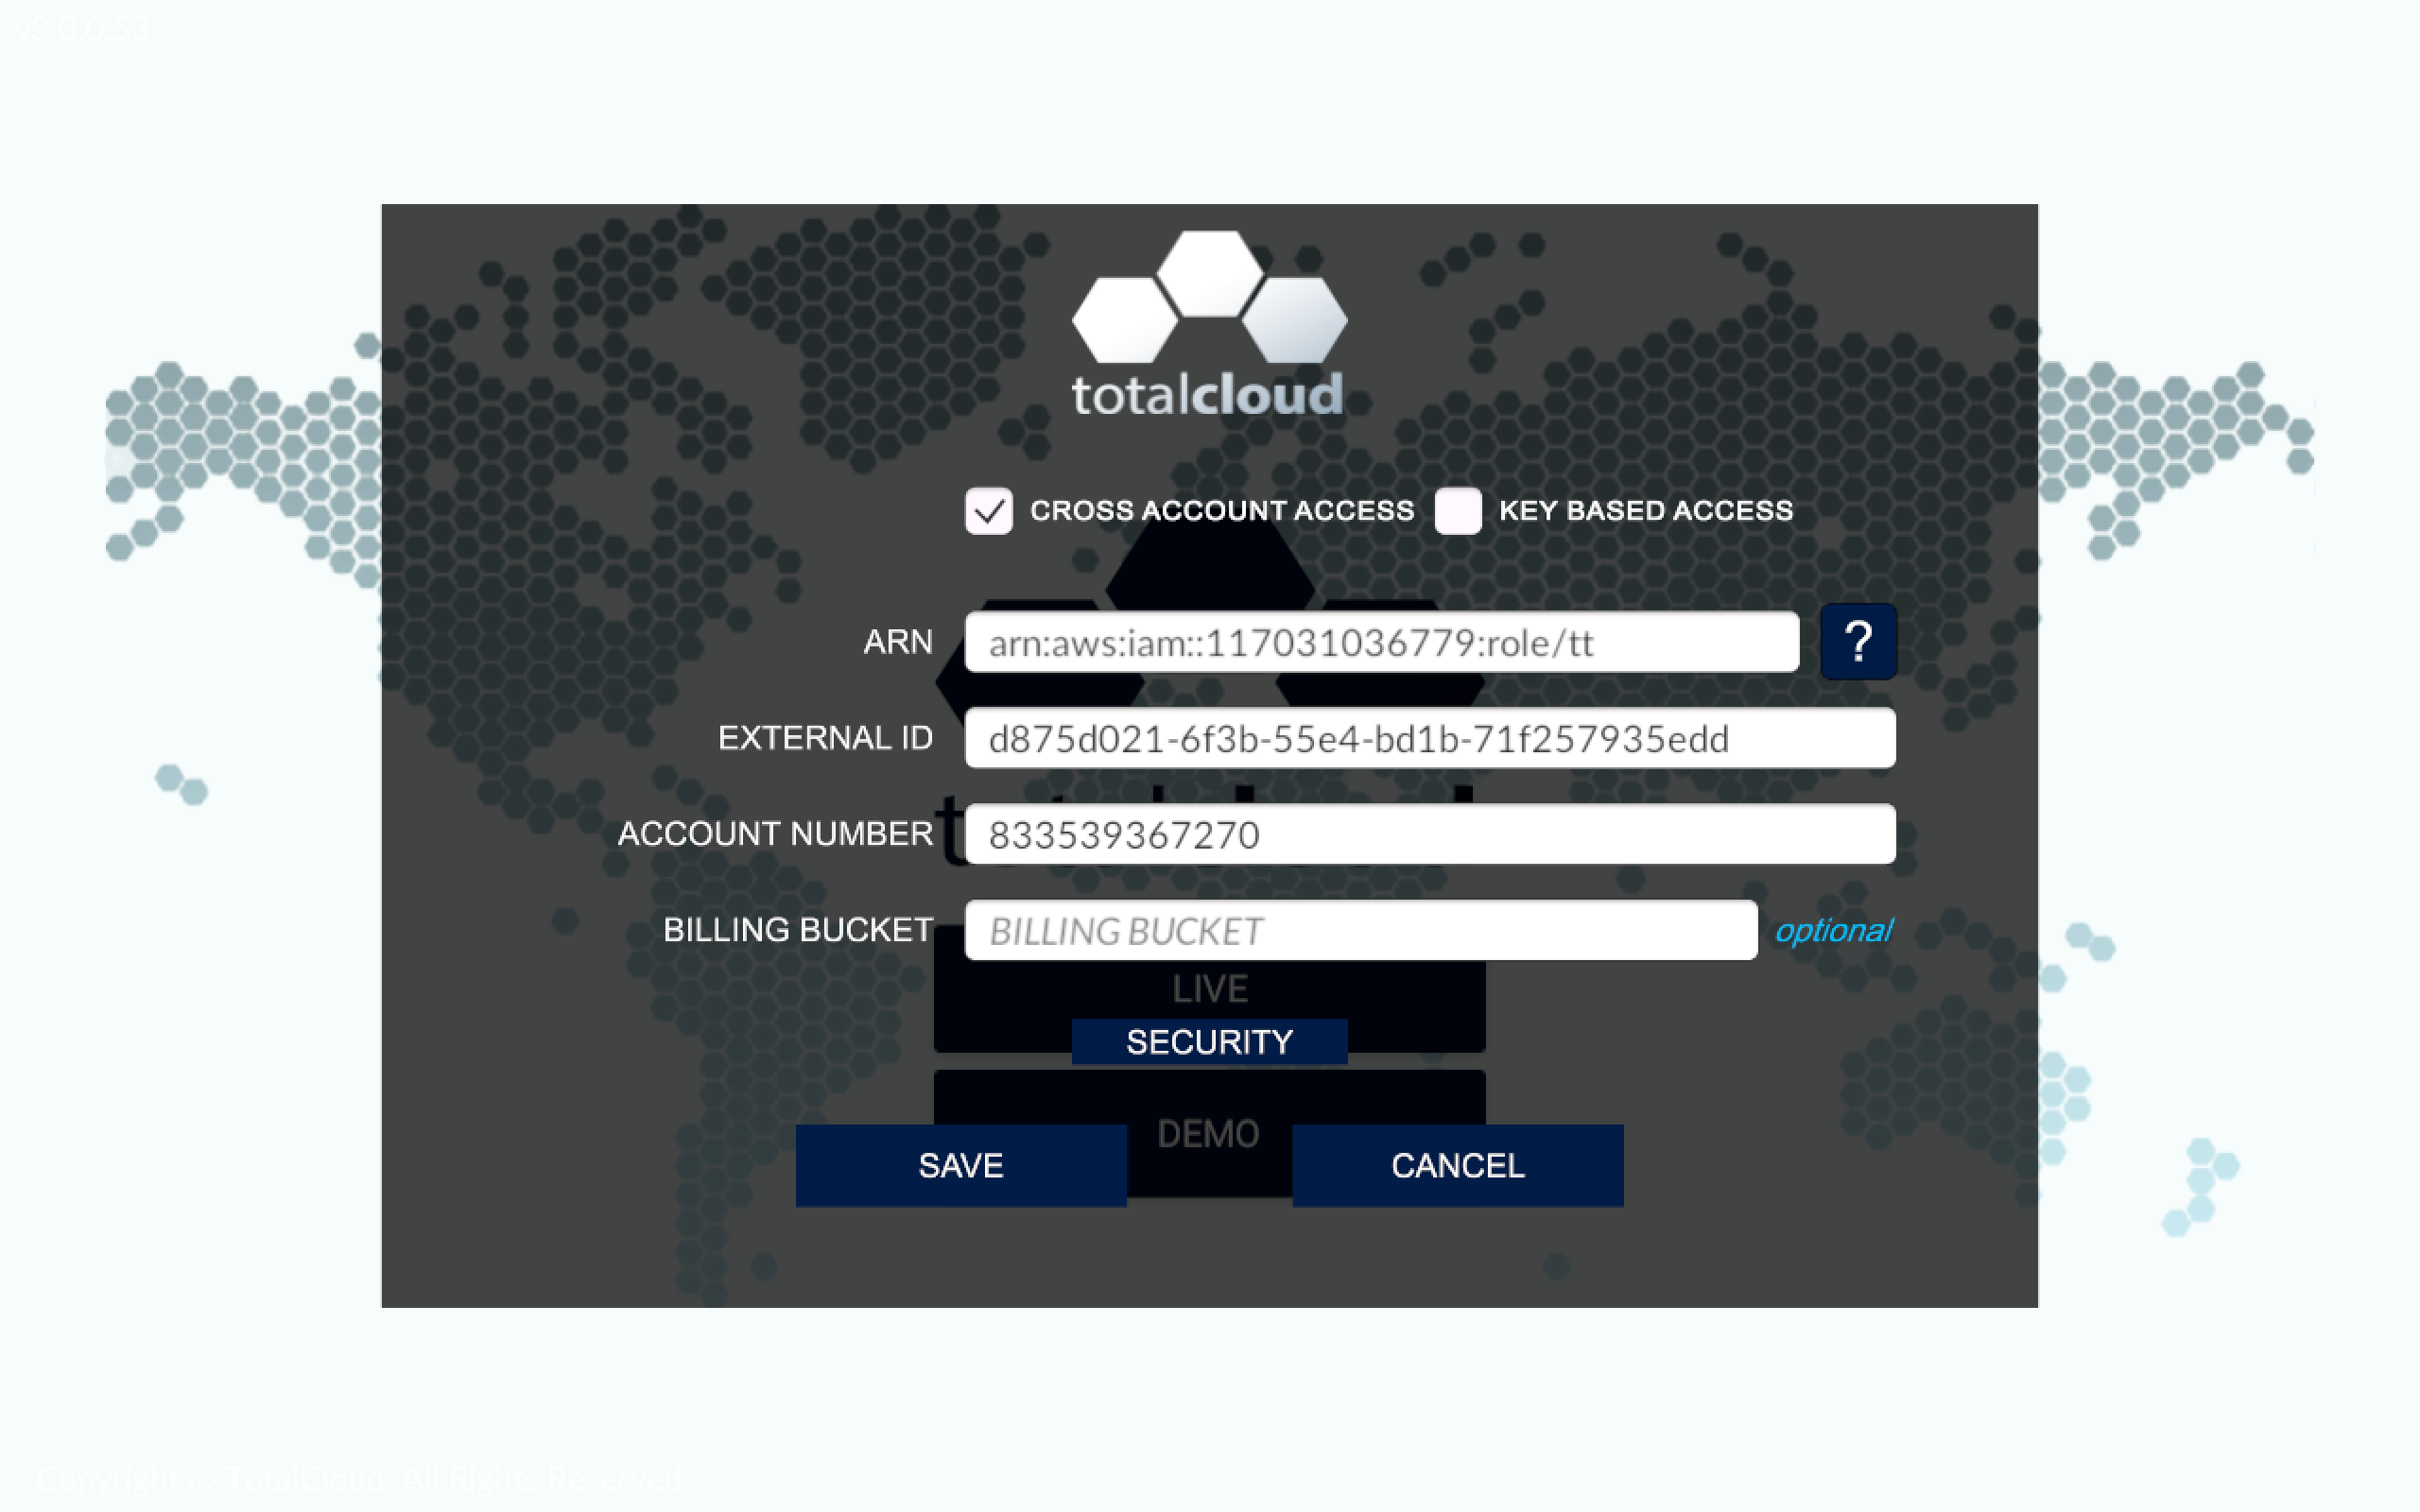 v3.0.0.53
totalcloud
CROSS ACCOUNT ACCESS KEY BASED ACCESS
ARN arn:aws:iam::117031036779:role/tt ?
EXTERNAL ID d875d021-6f3b-55e4-bd1b-71f257935edd
ACCOUNT NUMBER 833539367270
BILLING BUCKET BILLING BUCKET optional
LIVE
SECURITY
DEMO
SAVE CANCEL
Copyright @ TotalCloud. All Rights Reserved.